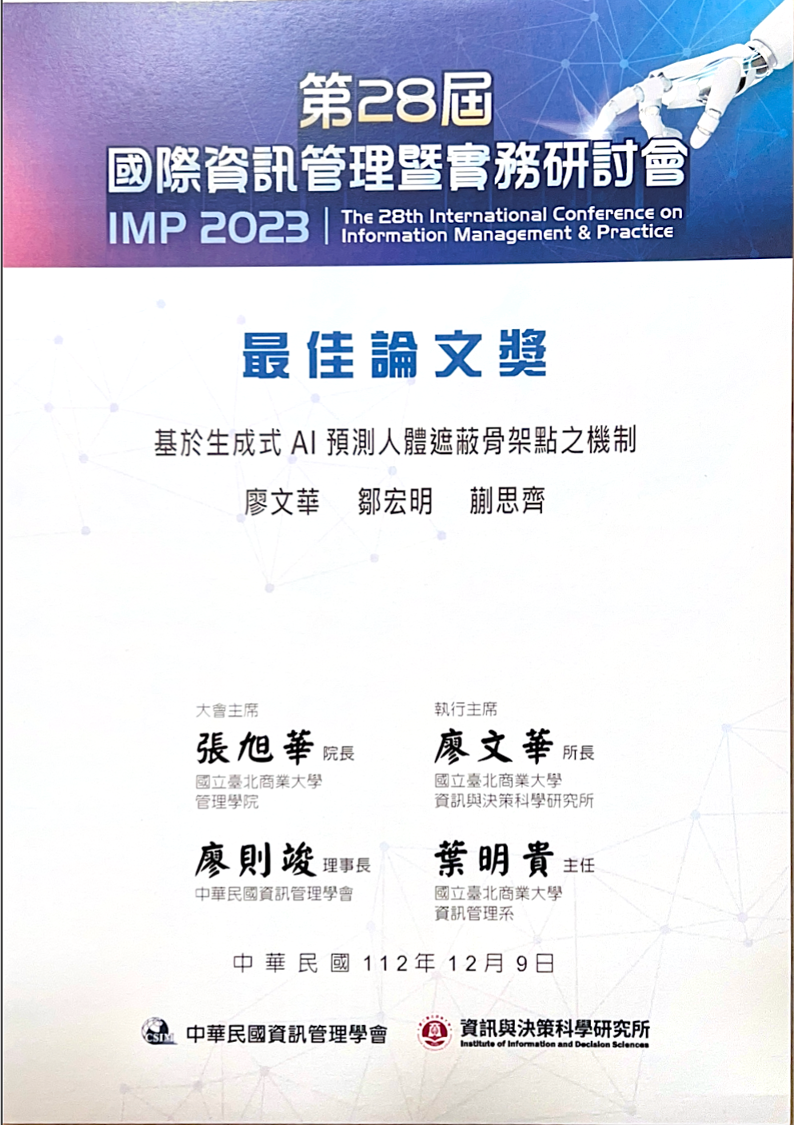 第28屆
國際資訊管理暨實務研討會
IMP 2023 | The 28th International Conference on
Information Management & Practice
最佳論文獎
基於生成式 AI 預測人體遮蔽骨架點之機制
廖文華 鄒宏明 蒯思齊
大會主席
張旭華 院長
國立臺北商業大學
管理學院
執行主席
廖文華 所長
國立臺北商業大學
資訊與決策科學研究所
廖則竣 理事長
中華民國資訊管理學會
葉明貴 主任
國立臺北商業大學
資訊管理系
中華民國 112年 12月 9日
CSIM 中華民國資訊管理學會
資訊與決策科學研究所
Institute of Information and Decision Sciences